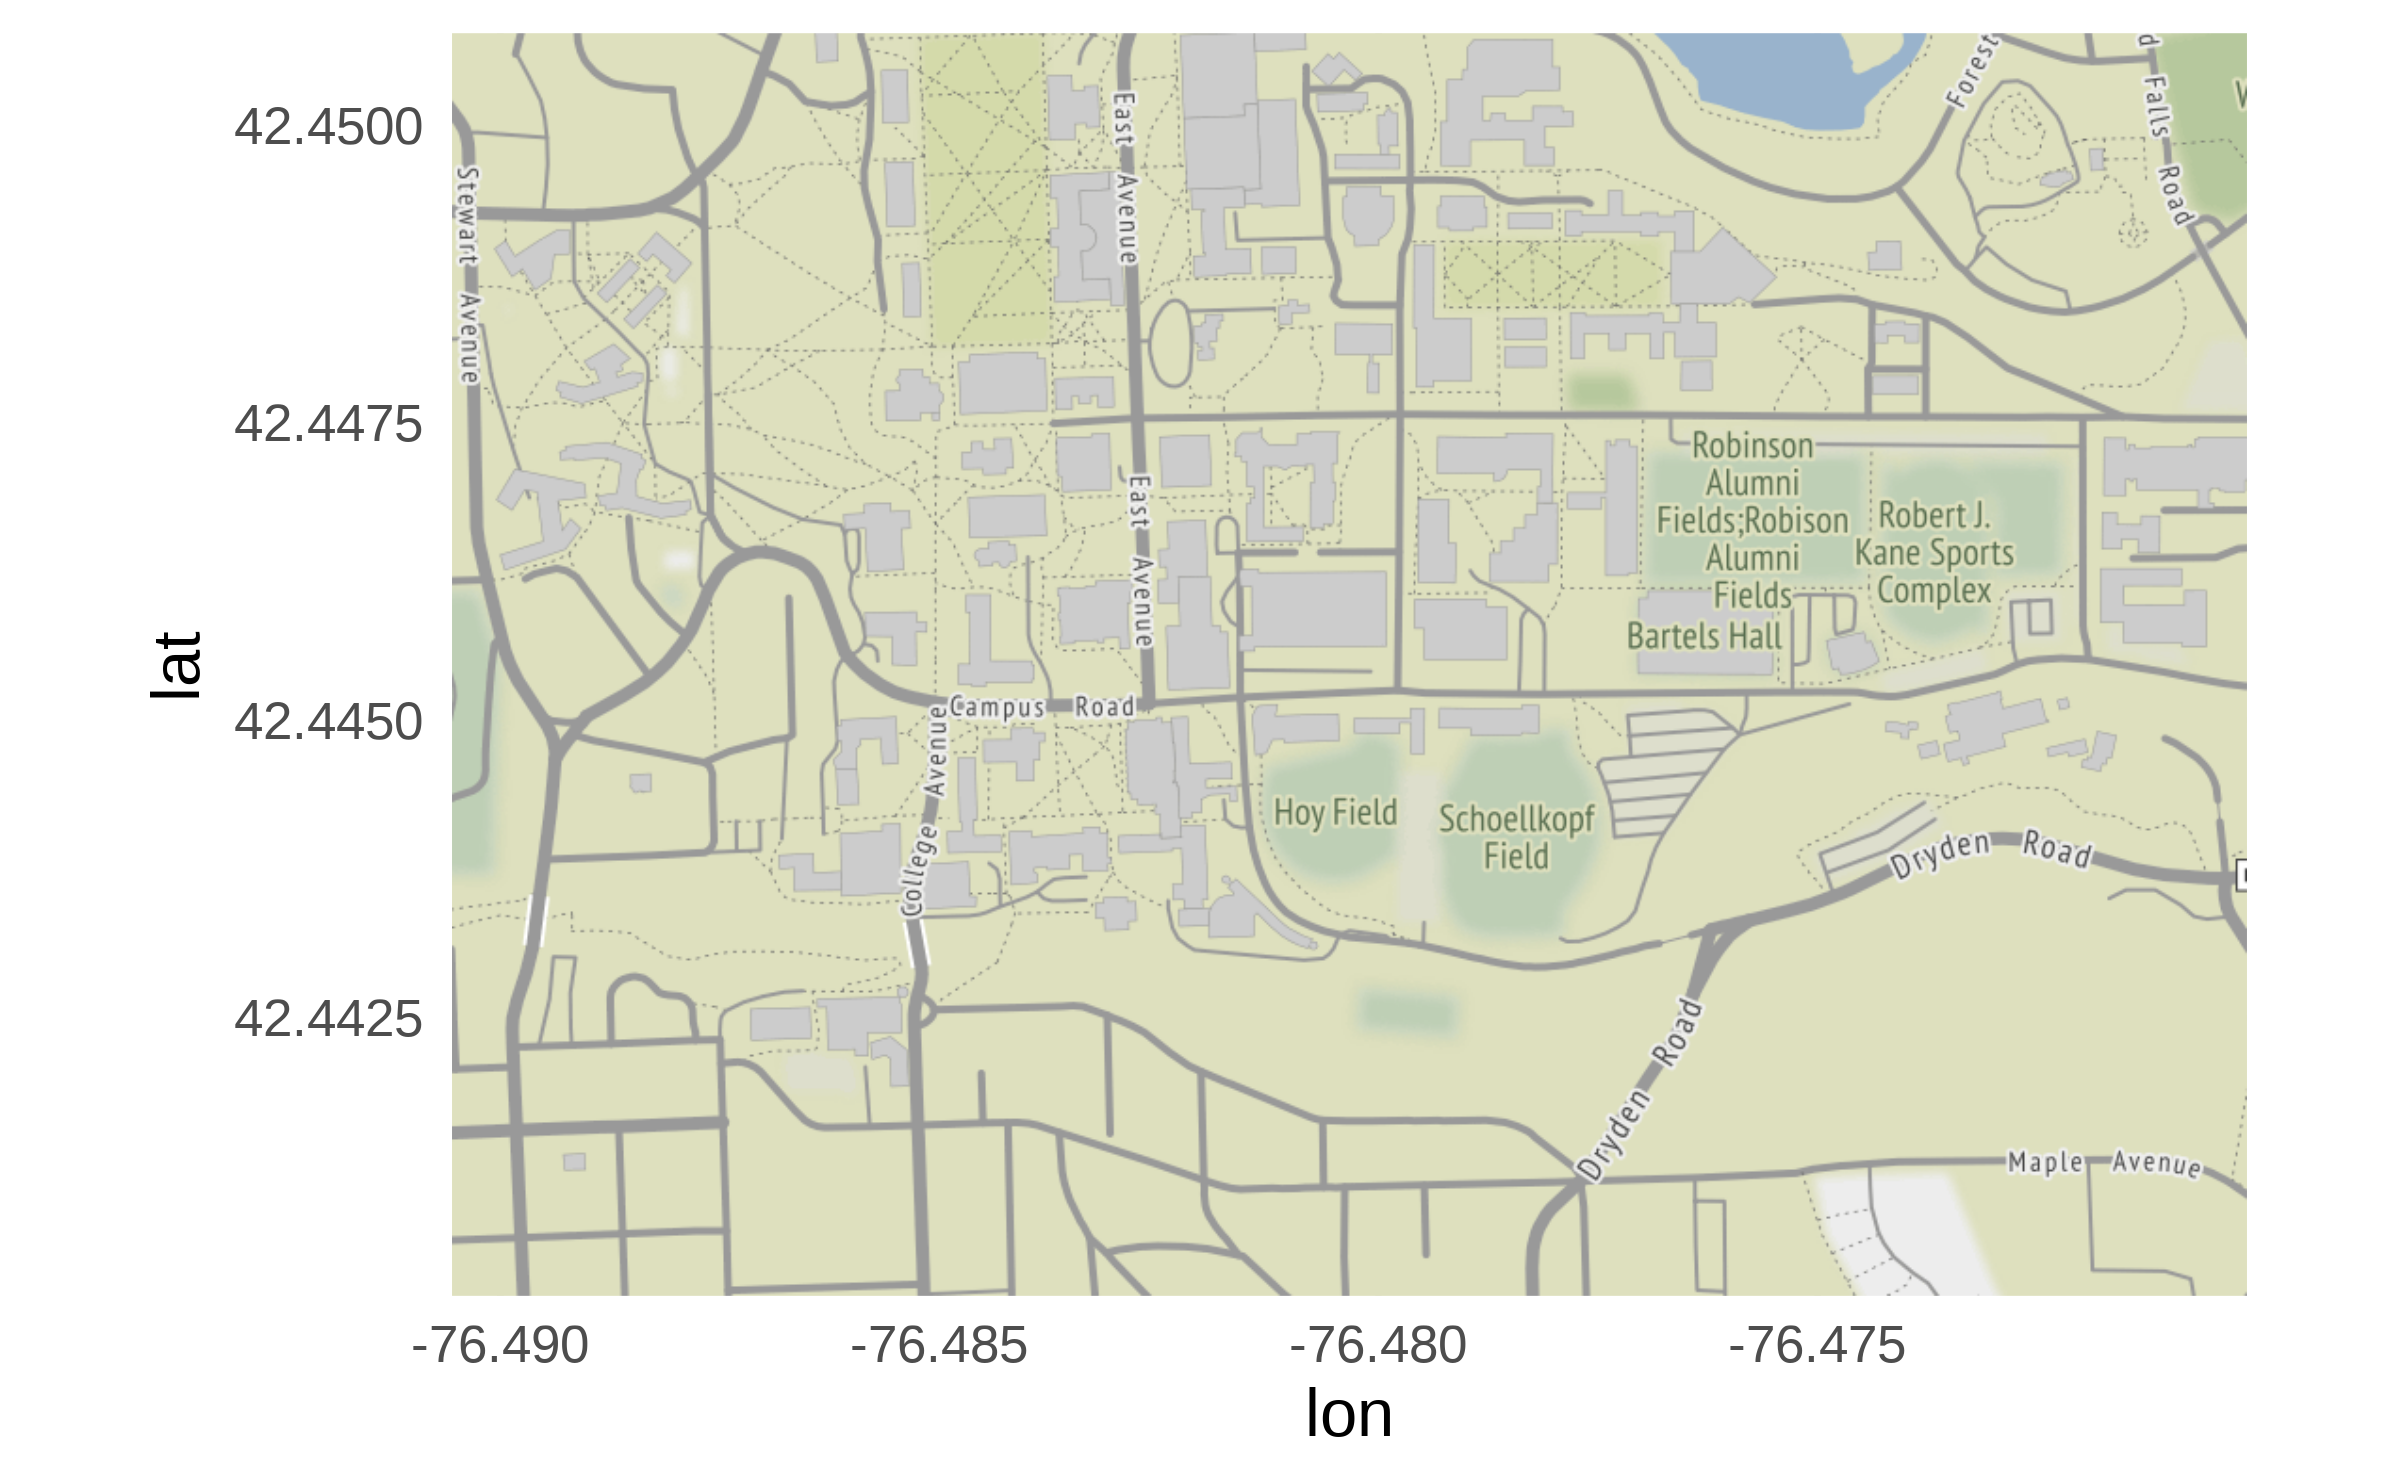 42.4500
42.4475
42.4450
42.4425
lat
-76.490
-76.485
-76.480
-76.475
lon
Stewart Avenue
East Avenue
East Avenue
Forest
d Falls Road
W
Robinson
Alumni
Fields;Robison
Alumni
Fields
Robert J.
Kane Sports
Complex
Bartels Hall
Campus Road
College Avenue
Hoy Field
Schoellkopf
Field
Dryden Road
Dryden Road
Maple Avenue